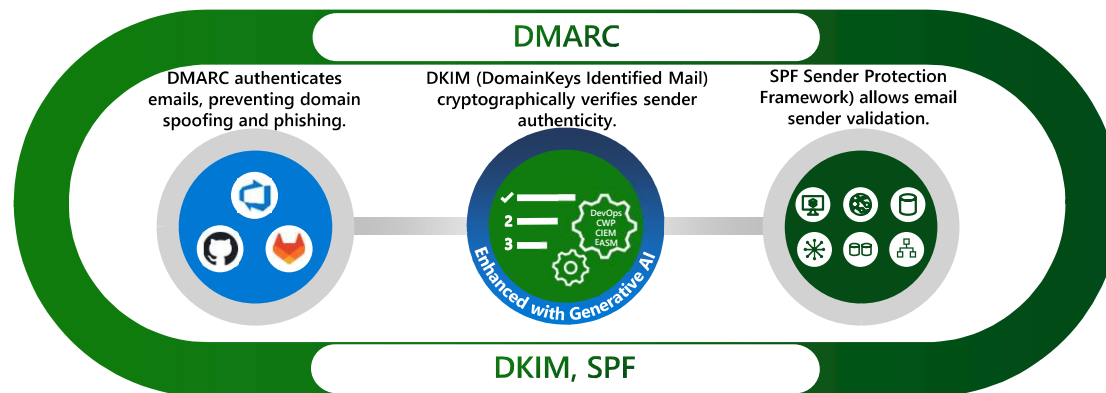 DMARC
DMARC authenticates
emails, preventing domain
spoofing and phishing.
DKIM (DomainKeys Identified Mail)
cryptographically verifies sender
authenticity.
SPF Sender Protection
Framework) allows email
sender validation.
2
3
DevOps
CWP
CIEM
EASM
Enhanced with Generative AI
DKIM, SPF